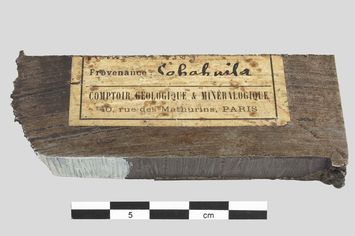 Provenance Cohahuila
COMPTOIR GÉOLOGIQUE & MINÉRALOGIQUE
40, rue des Mathurins, PARIS
5 cm